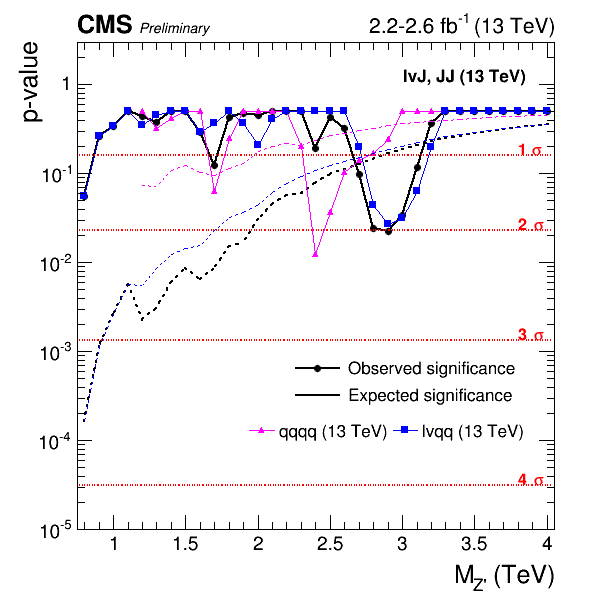 CMS Preliminary 2.2-2.6 fb⁻¹ (13 TeV)
p-value
lvJ, JJ (13 TeV)
1
10⁻¹
10⁻²
10⁻³
10⁻⁴
10⁻⁵
1 σ
2 σ
3 σ
4 σ
Observed significance
Expected significance
qqqq (13 TeV) lvqq (13 TeV)
1 1.5 2 2.5 3 3.5 4
M_Z' (TeV)